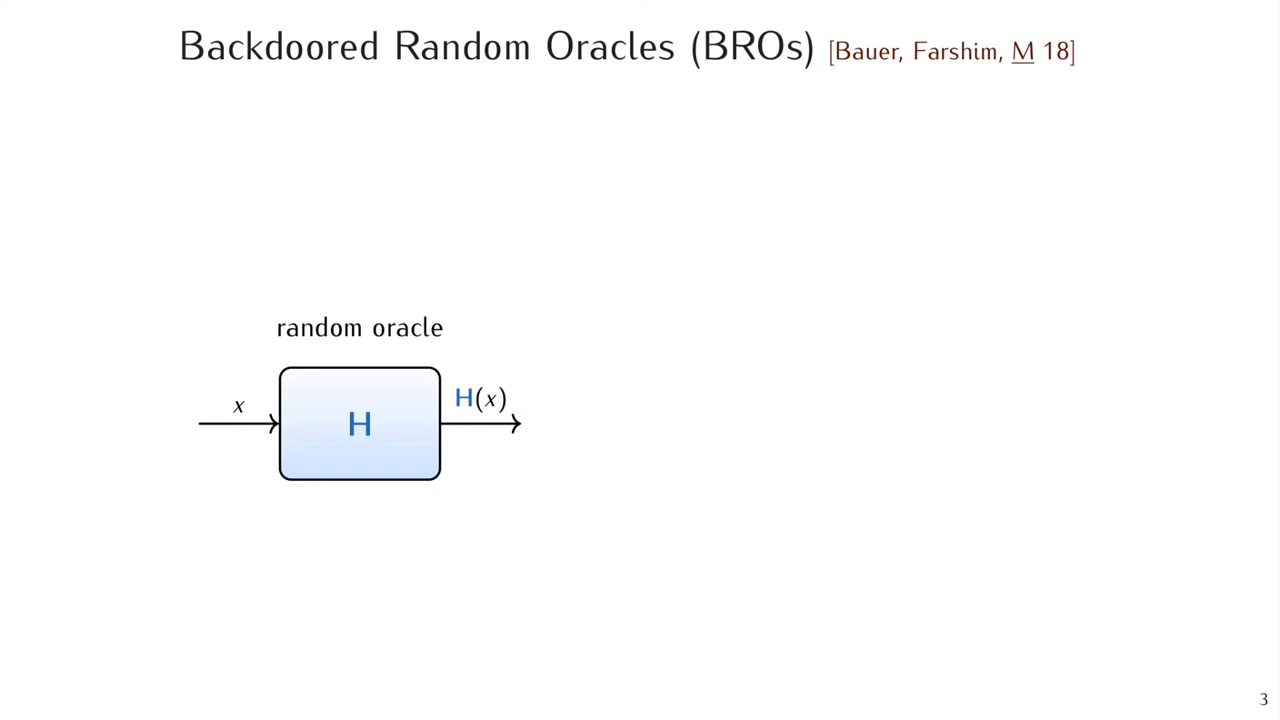 Backdoored Random Oracles (BROs) [Bauer, Farshim, M 18]
random oracle
x
H
H(x)
3